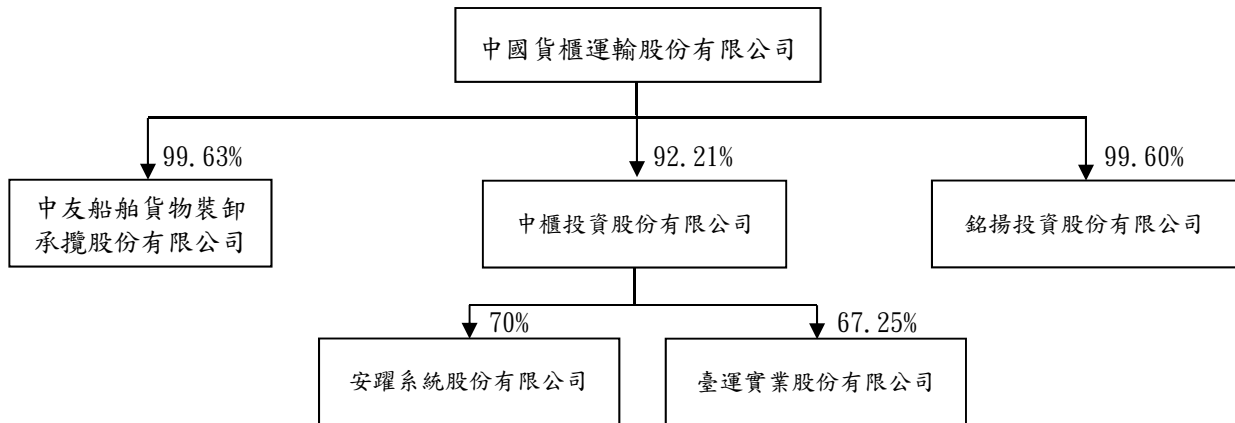 中國貨櫃運輸股份有限公司
99.63%
92.21%
99.60%
中友船舶貨物裝卸
承攬股份有限公司
中櫃投資股份有限公司
銘揚投資股份有限公司
70%
67.25%
安躍系統股份有限公司
臺運實業股份有限公司